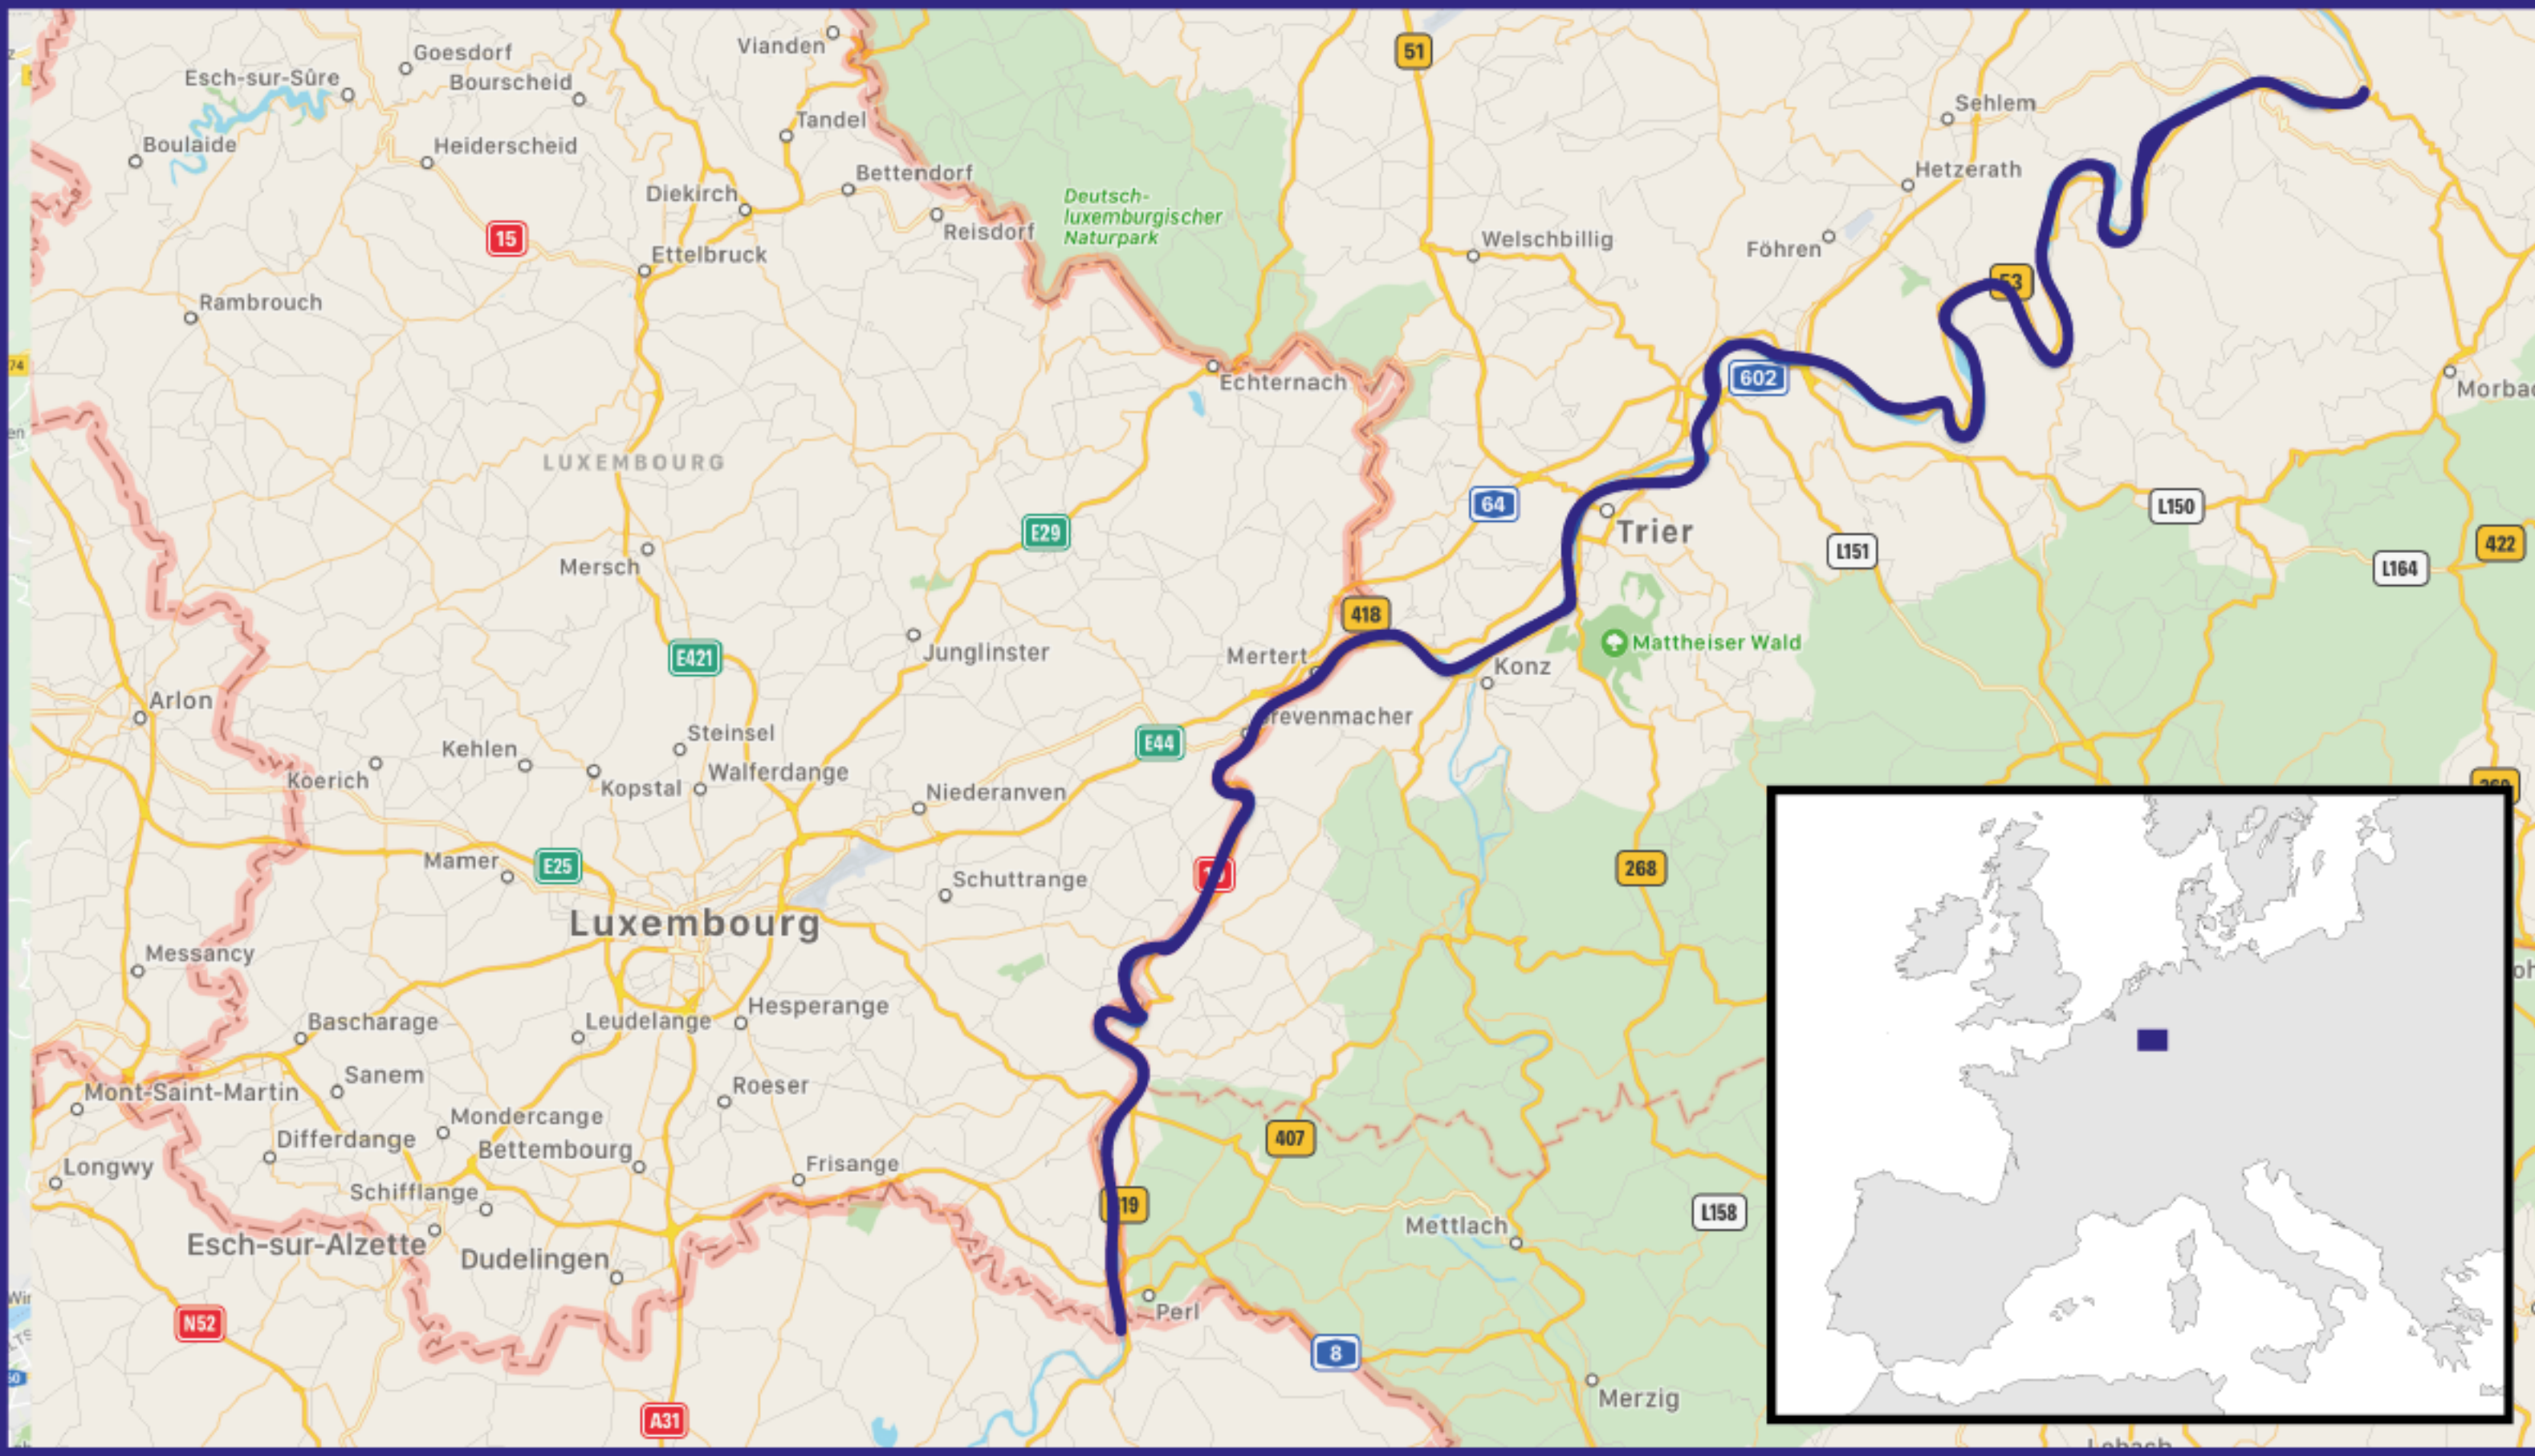 Goesdorf
Vianden
51
Esch-sur-Sûre
Bourscheid
Sehlem
Tandel
Boulaide
Heiderscheid
Hetzerath
Bettendorf
Diekirch
Deutsch-
luxemburgischer
Naturpark
15
Reisdorf
Welschbillig
Föhren
Ettelbruck
53
Rambrouch
74
602
Echternach
Morbac
en
LUXEMBOURG
64
L150
E29
Trier
L151
422
Mersch
L164
418
Junglinster
Mertert
Mattheiser Wald
E421
Konz
Arlon
revenmacher
Steinsel
E44
Kehlen
Koerich
Kopstal
Walferdange
Niederanven
Mamer
E25
268
Schuttrange
Luxembourg
Messancy
Hesperange
Bascharage
Leudelange
Sanem
Roeser
Mont-Saint-Martin
Mondercange
Differdange
407
Bettembourg
Longwy
Frisange
Schifflange
19
L158
Mettlach
Esch-sur-Alzette
Dudelingen
Perl
N52
8
Merzig
A31